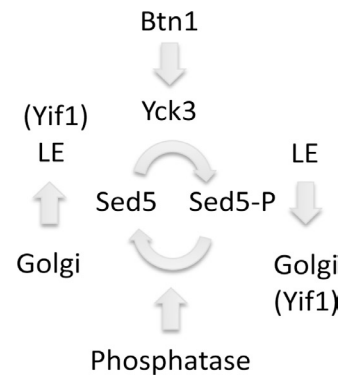 Btn1
Yck3
(Yif1)
LE
LE
Sed5
Sed5-P
Golgi
Golgi
(Yif1)
Phosphatase